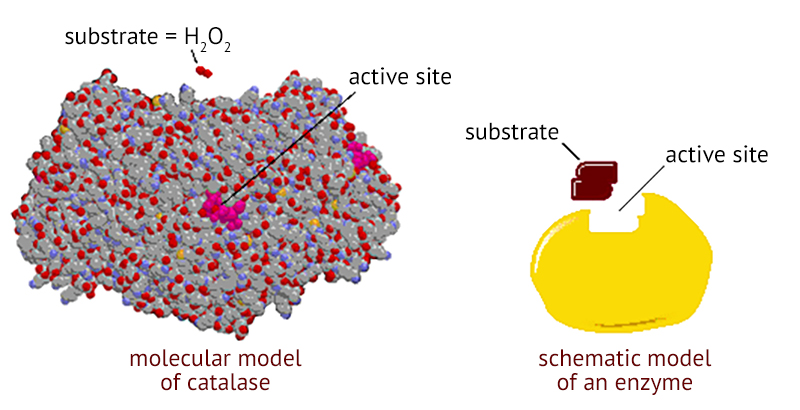 substrate = H₂O₂
active site
substrate
active site
molecular model
of catalase
schematic model
of an enzyme